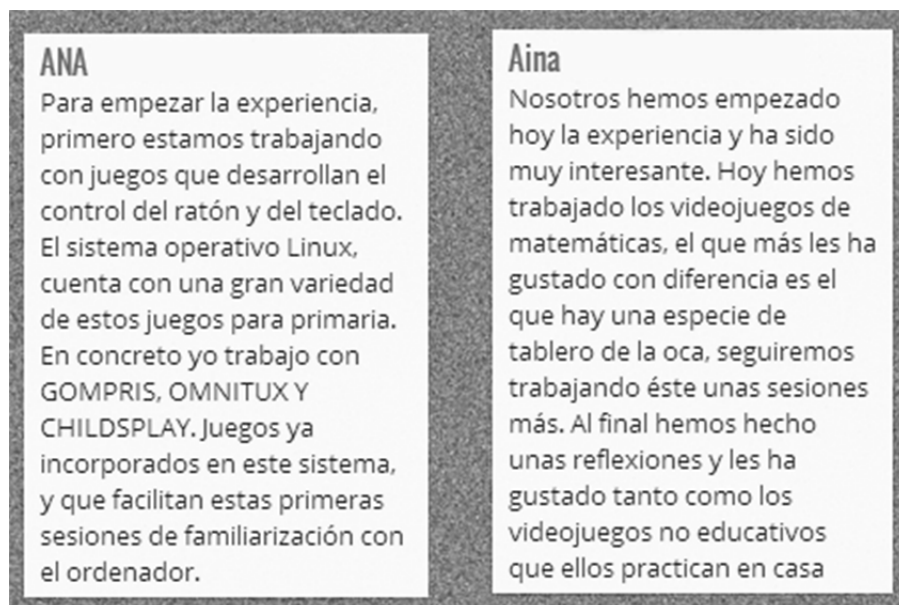 ANA
Para empezar la experiencia,
primero estamos trabajando
con juegos que desarrollan el
control del ratón y del teclado.
El sistema operativo Linux,
cuenta con una gran variedad
de estos juegos para primaria.
En concreto yo trabajo con
GOMPRIS, OMNITUX Y
CHILDSPLAY. Juegos ya
incorporados en este sistema,
y que facilitan estas primeras
sesiones de familiarización con
el ordenador.
Aina
Nosotros hemos empezado
hoy la experiencia y ha sido
muy interesante. Hoy hemos
trabajado los videojuegos de
matemáticas, el que más les ha
gustado con diferencia es el
que hay una especie de
tablero de la oca, seguiremos
trabajando éste unas sesiones
más. Al final hemos hecho
unas reflexiones y les ha
gustado tanto como los
videojuegos no educativos
que ellos practican en casa